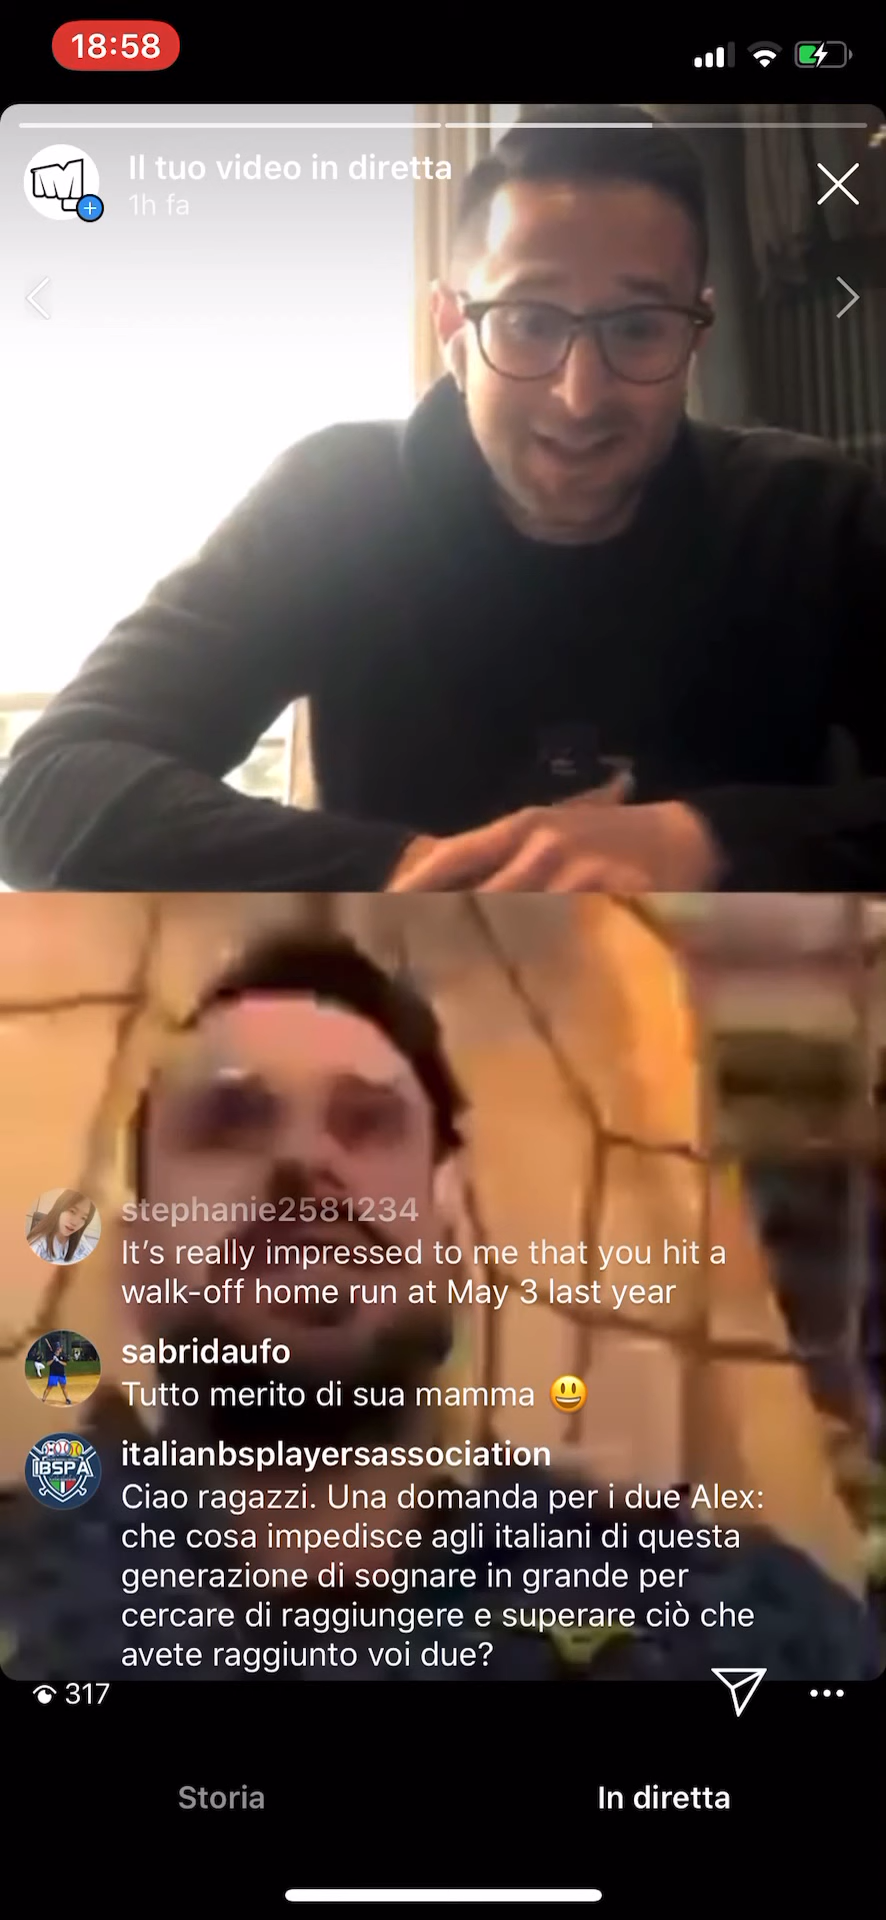 18:58
Il tuo video in diretta
1h fa
stephanie2581234
It's really impressed to me that you hit a
walk-off home run at May 3 last year
sabridaufo
Tutto merito di sua mamma 😃
italianbsplayersassociation
IBSPA
Ciao ragazzi. Una domanda per i due Alex:
che cosa impedisce agli italiani di questa
generazione di sognare in grande per
cercare di raggiungere e superare ciò che
avete raggiunto voi due?
317
Storia
In diretta